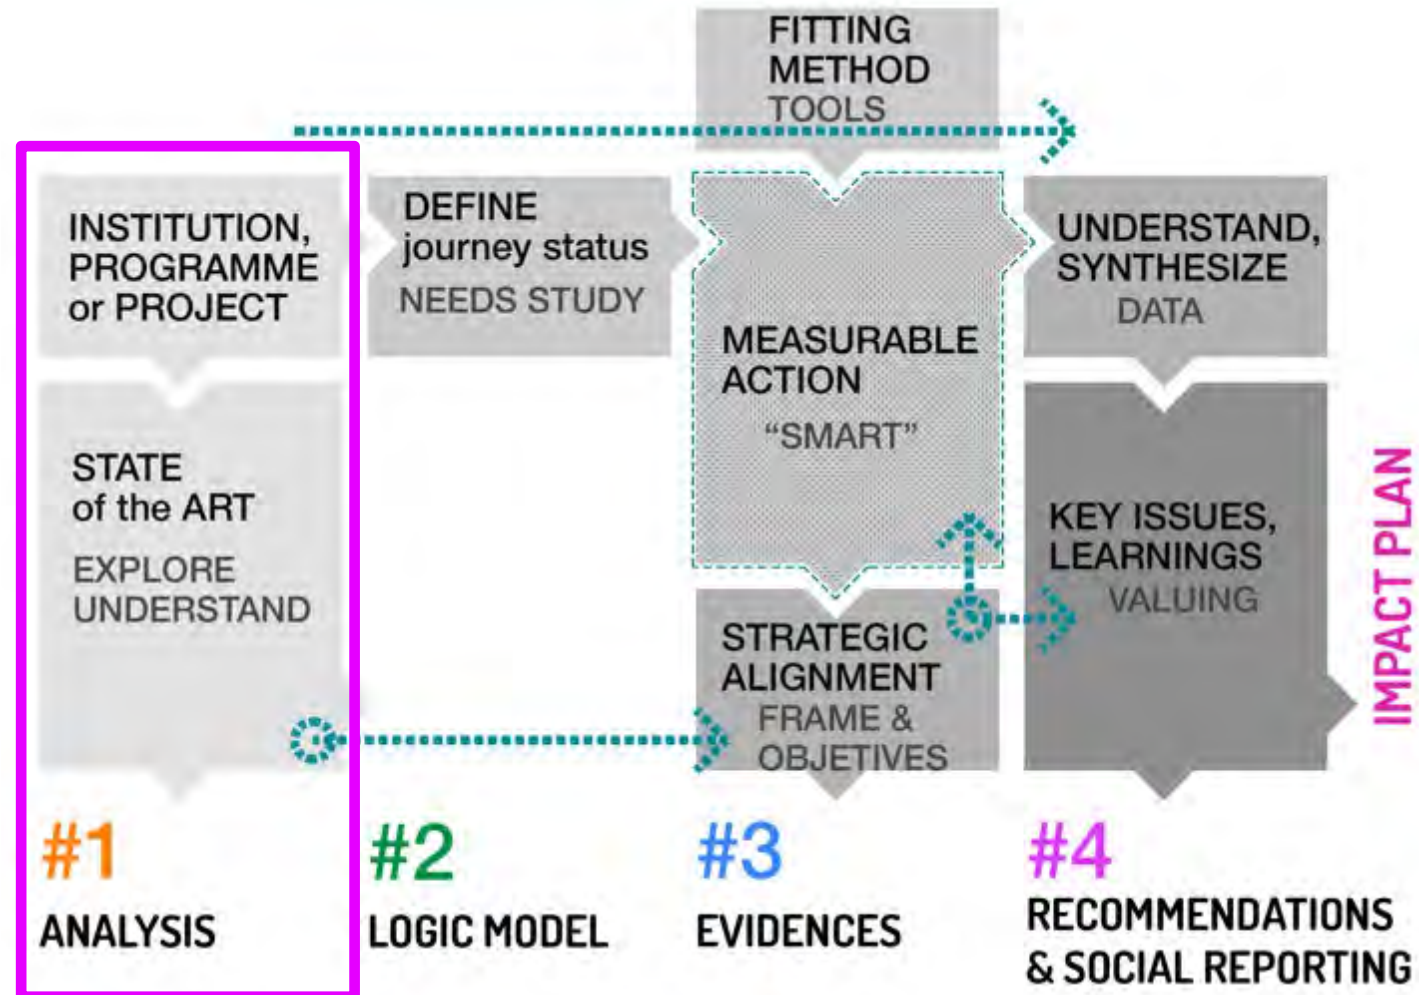 FITTING
METHOD
TOOLS
INSTITUTION,
PROGRAMME
or PROJECT
DEFINE
journey status
NEEDS STUDY
UNDERSTAND,
SYNTHESIZE
DATA
MEASURABLE
ACTION
“SMART”
STATE
of the ART
EXPLORE
UNDERSTAND
KEY ISSUES,
LEARNINGS
VALUING
STRATEGIC
ALIGNMENT
FRAME &
OBJETIVES
IMPACT PLAN
#1
ANALYSIS
#2
LOGIC MODEL
#3
EVIDENCES
#4
RECOMMENDATIONS
& SOCIAL REPORTING